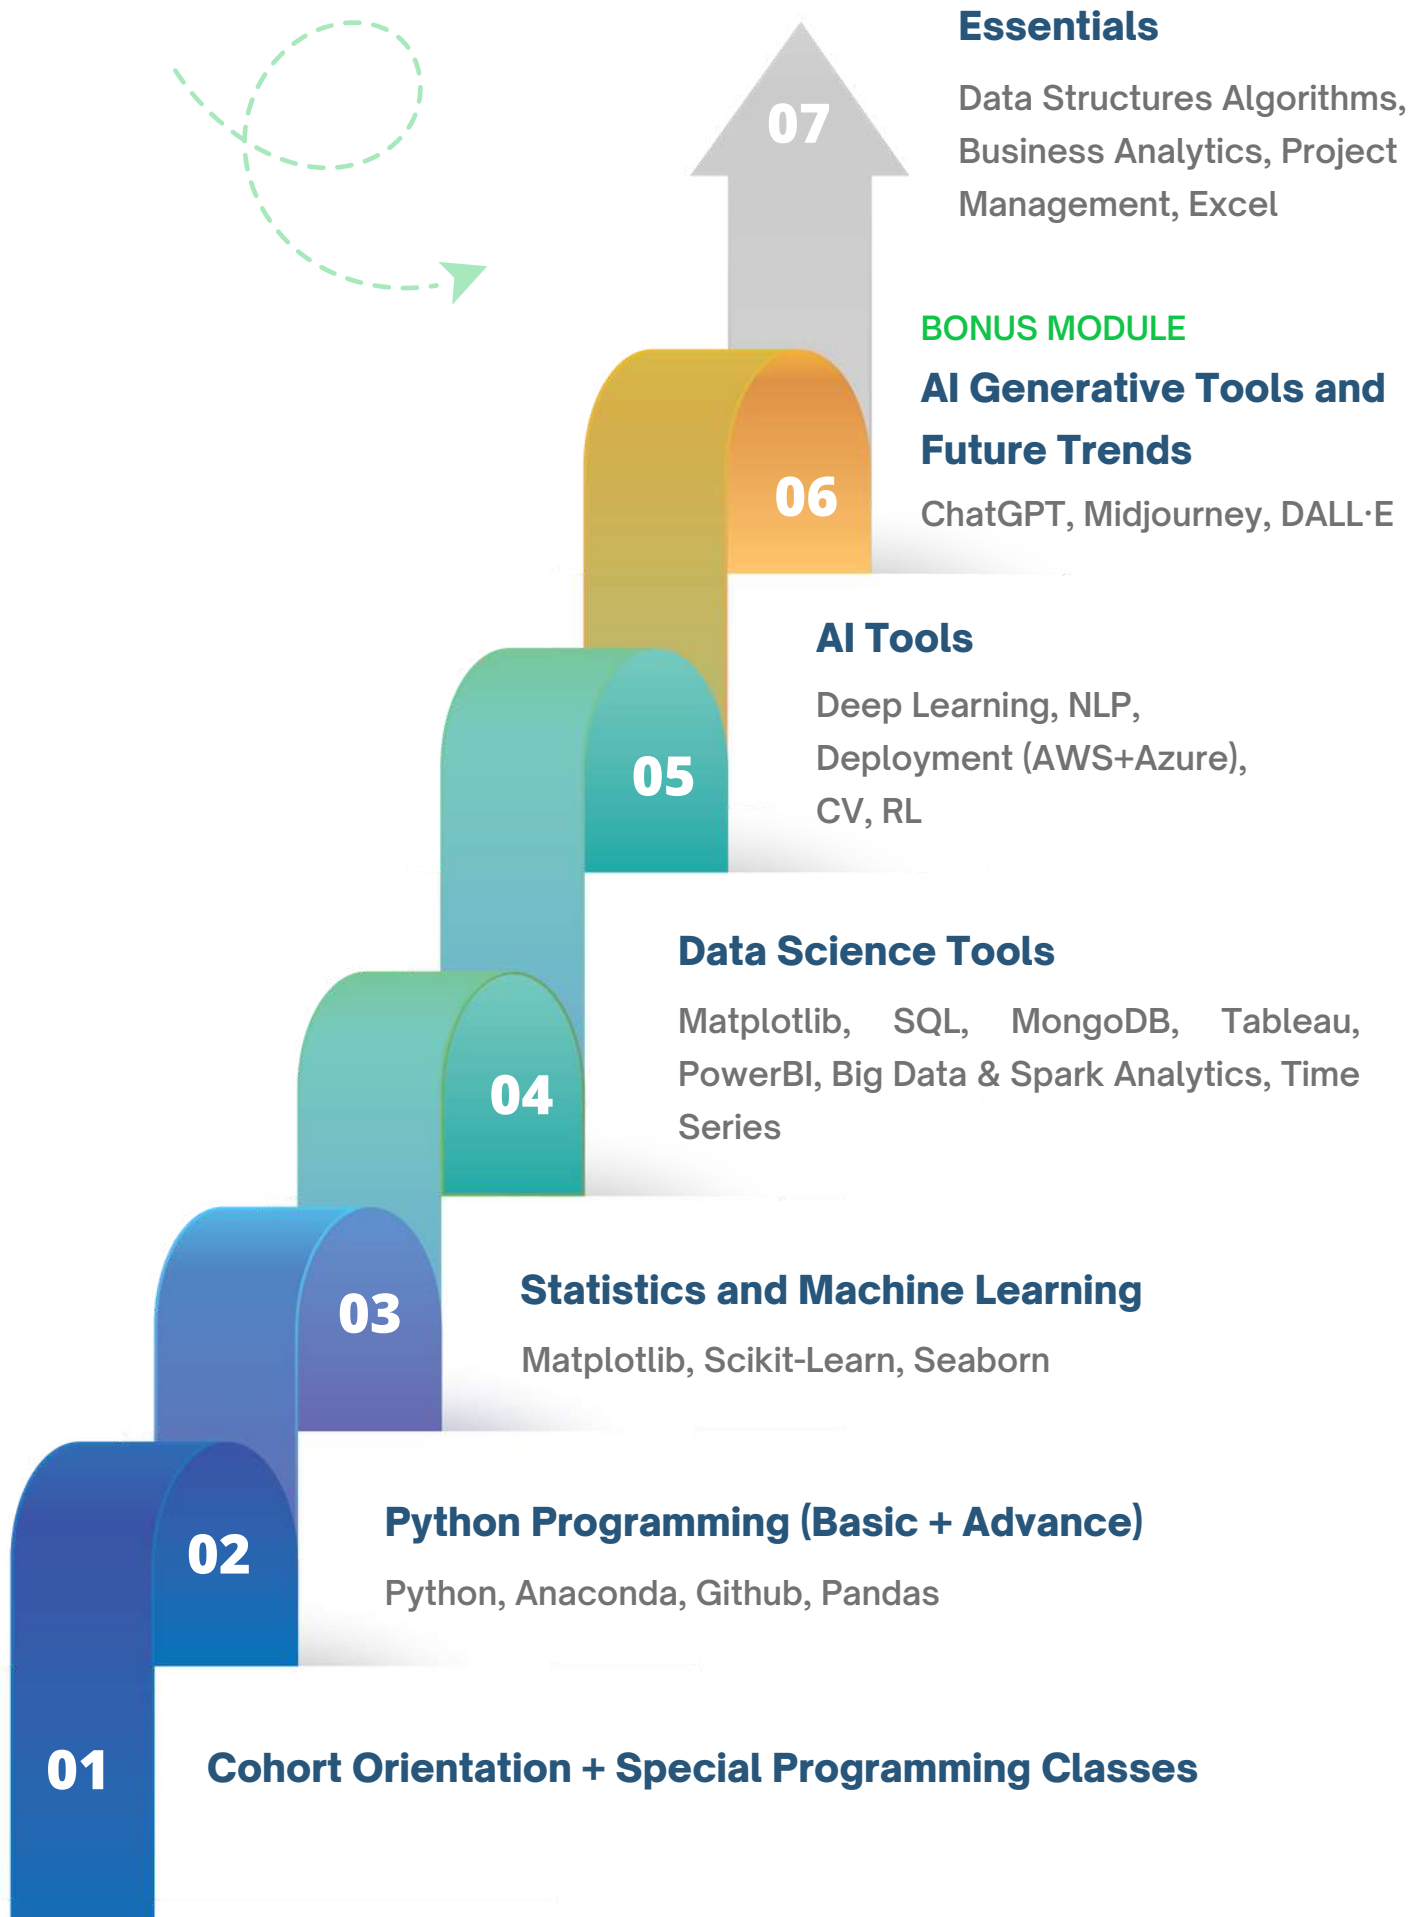 Essentials
07
Data Structures Algorithms,
Business Analytics, Project
Management, Excel
BONUS MODULE
AI Generative Tools and
Future Trends
06
ChatGPT, Midjourney, DALL·E
AI Tools
Deep Learning, NLP,
Deployment (AWS+Azure),
CV, RL
05
Data Science Tools
Matplotlib, SQL, MongoDB, Tableau,
PowerBI, Big Data & Spark Analytics, Time
Series
04
Statistics and Machine Learning
03
Matplotlib, Scikit-Learn, Seaborn
Python Programming (Basic + Advance)
02
Python, Anaconda, Github, Pandas
01
Cohort Orientation + Special Programming Classes